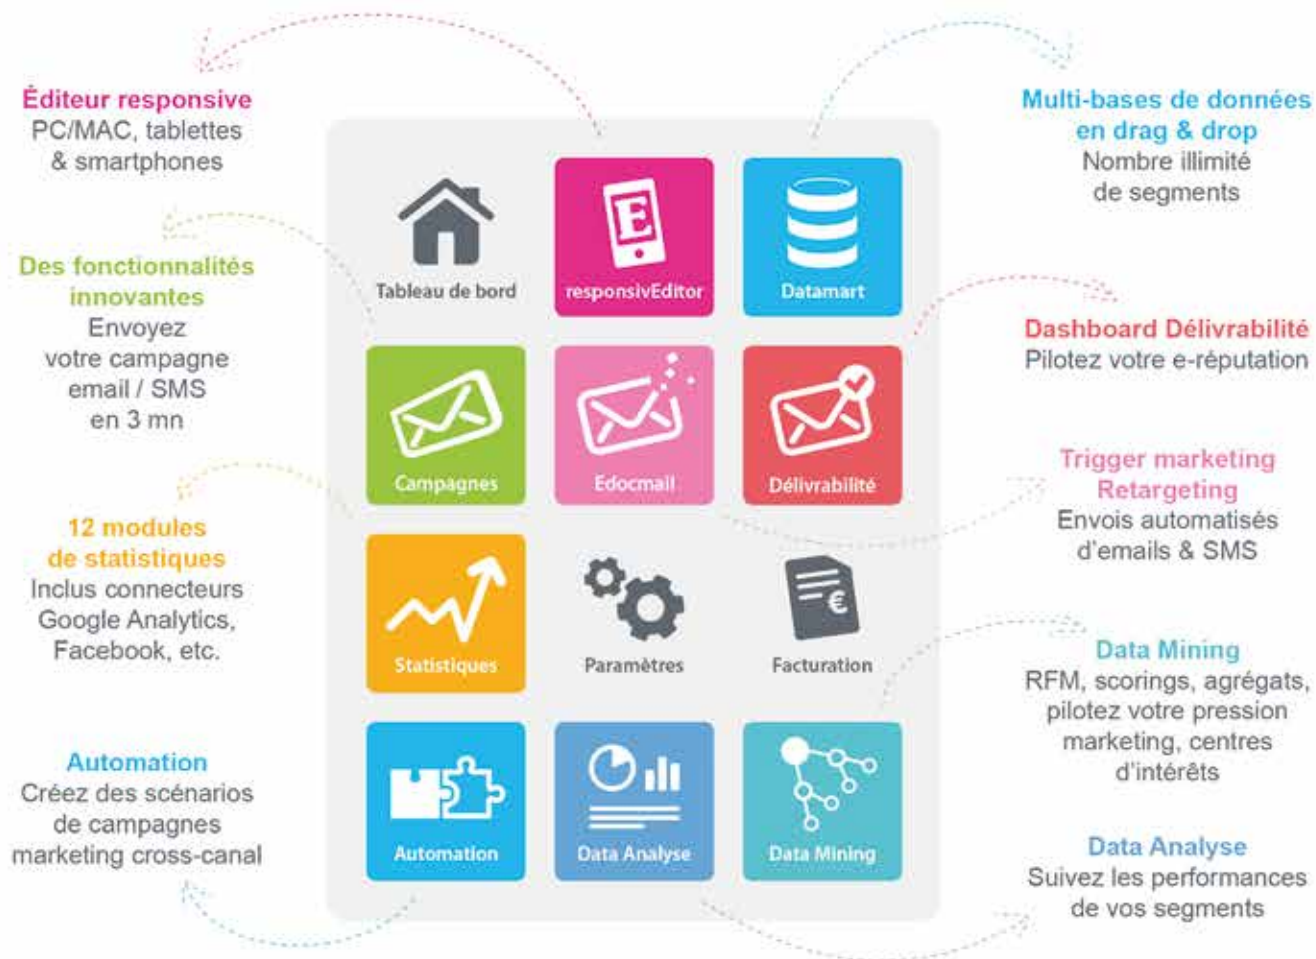 Éditeur responsive
PC/MAC, tablettes
& smartphones
Des fonctionnalités
innovantes
Envoyez
votre campagne
email / SMS
en 3 mn
12 modules
de statistiques
Inclus connecteurs
Google Analytics,
Facebook, etc.
Automation
Créez des scénarios
de campagnes
marketing cross-canal
Tableau de bord
E
responsivEditor
Datamart
Campagnes
Edocmail
Délivrabilité
Statistiques
Paramètres
€
Facturation
Automation
Data Analyse
Data Mining
Multi-bases de données
en drag & drop
Nombre illimité
de segments
Dashboard Délivrabilité
Pilotez votre e-réputation
Trigger marketing
Retargeting
Envois automatisés
d'emails & SMS
Data Mining
RFM, scorings, agrégats,
pilotez votre pression
marketing, centres
d'intérêts
Data Analyse
Suivez les performances
de vos segments